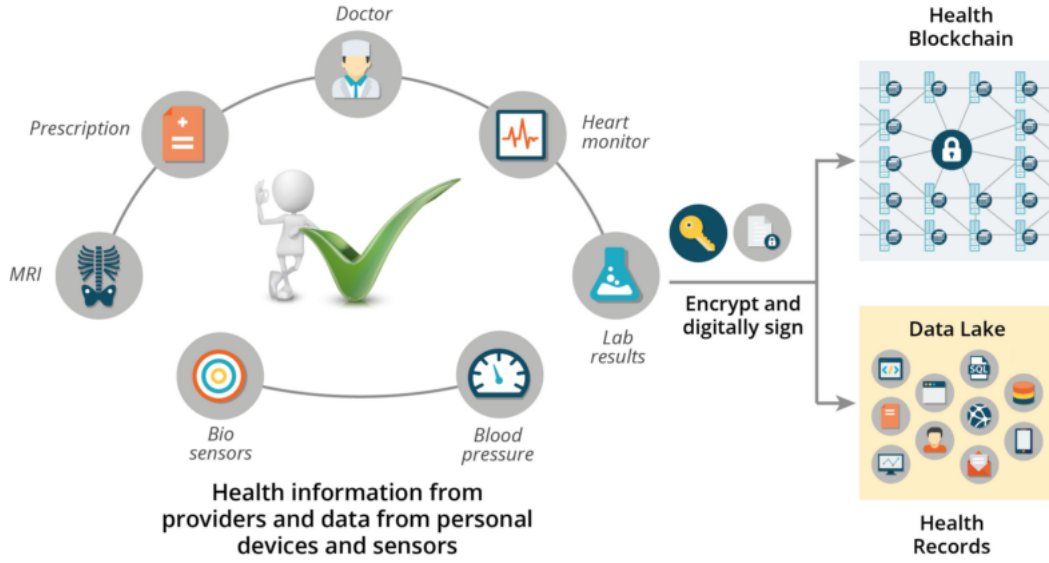 Doctor
Health
Blockchain
Prescription
Heart
monitor
MRI
Encrypt and
digitally sign
Lab
results
Data Lake
SQL
Bio
sensors
Blood
pressure
Health information from
providers and data from personal
devices and sensors
Health
Records